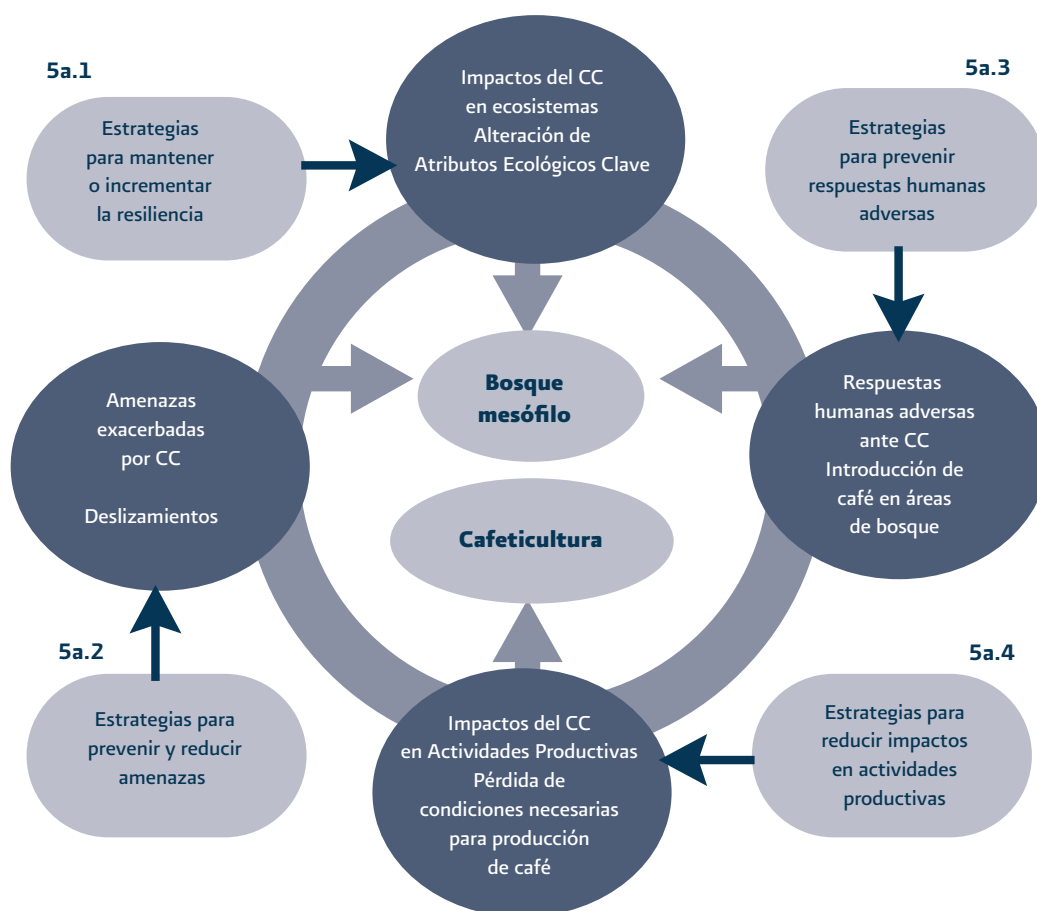 5a.1
Estrategias
para mantener
o incrementar
la resiliencia
Impactos del CC
en ecosistemas
Alteración de
Atributos Ecológicos Clave
5a.3
Estrategias
para prevenir
respuestas humanas
adversas
Amenazas
exacerbadas
por CC
Deslizamientos
Bosque
mesófilo
Cafeticultura
Respuestas
humanas adversas
ante CC
Introducción de
café en áreas
de bosque
5a.2
Estrategias para
prevenir y reducir
amenazas
Impactos del CC
en Actividades Productivas
Pérdida de
condiciones necesarias
para producción
de café
5a.4
Estrategias para
reducir impactos
en actividades
productivas